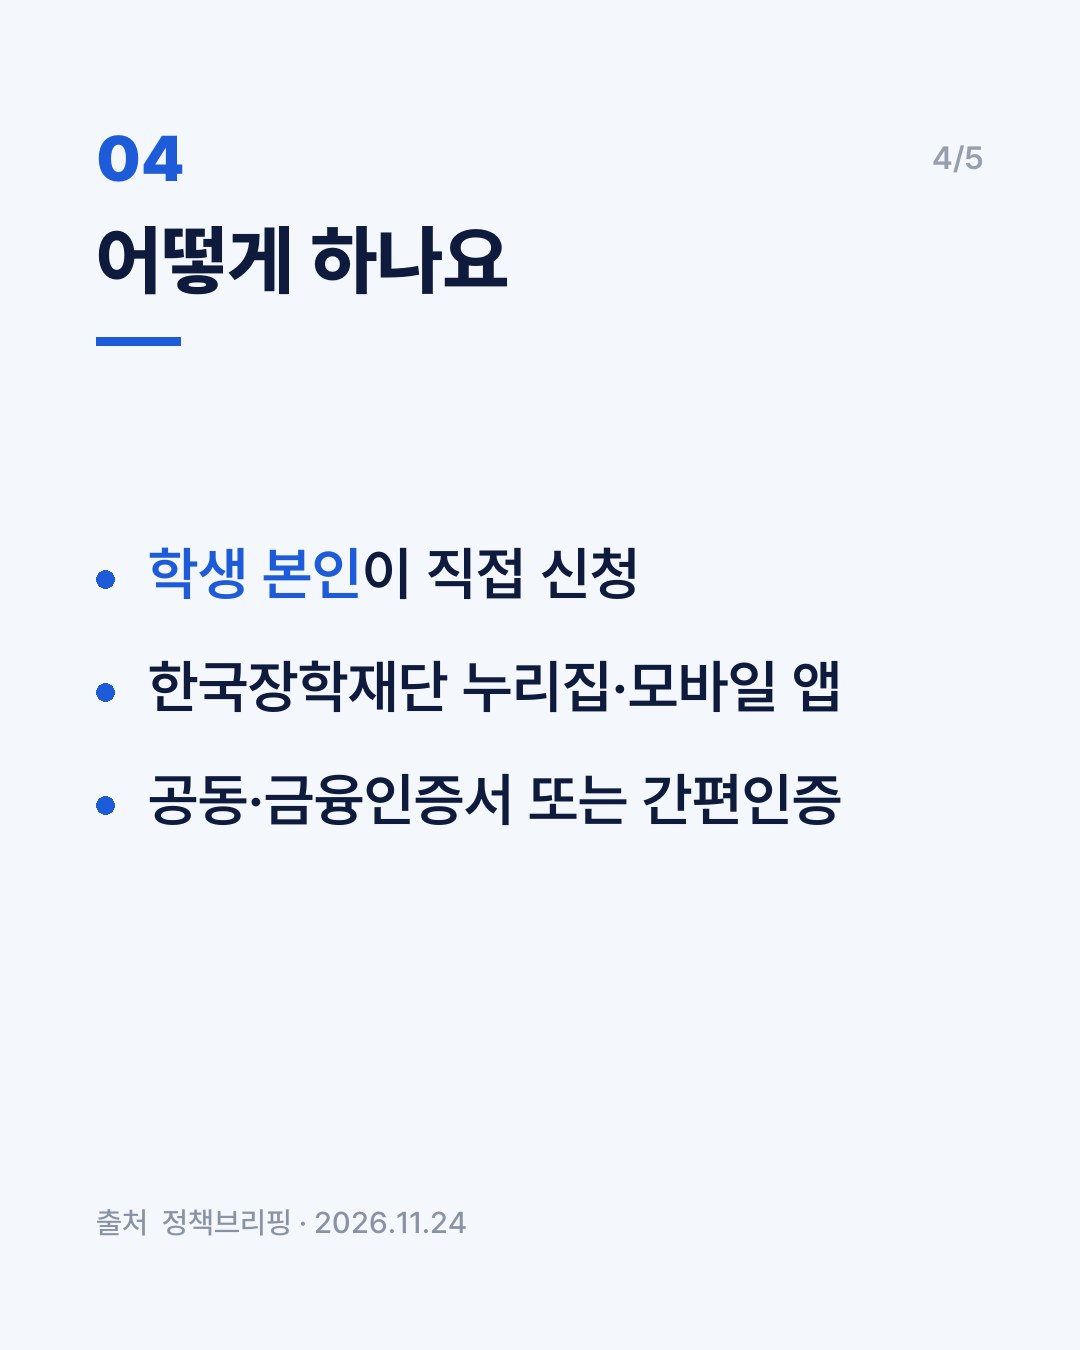 04
4/5
어떻게 하나요
• 학생 본인이 직접 신청
• 한국장학재단 누리집·모바일 앱
• 공동·금융인증서 또는 간편인증
출처 정책브리핑 · 2026.11.24